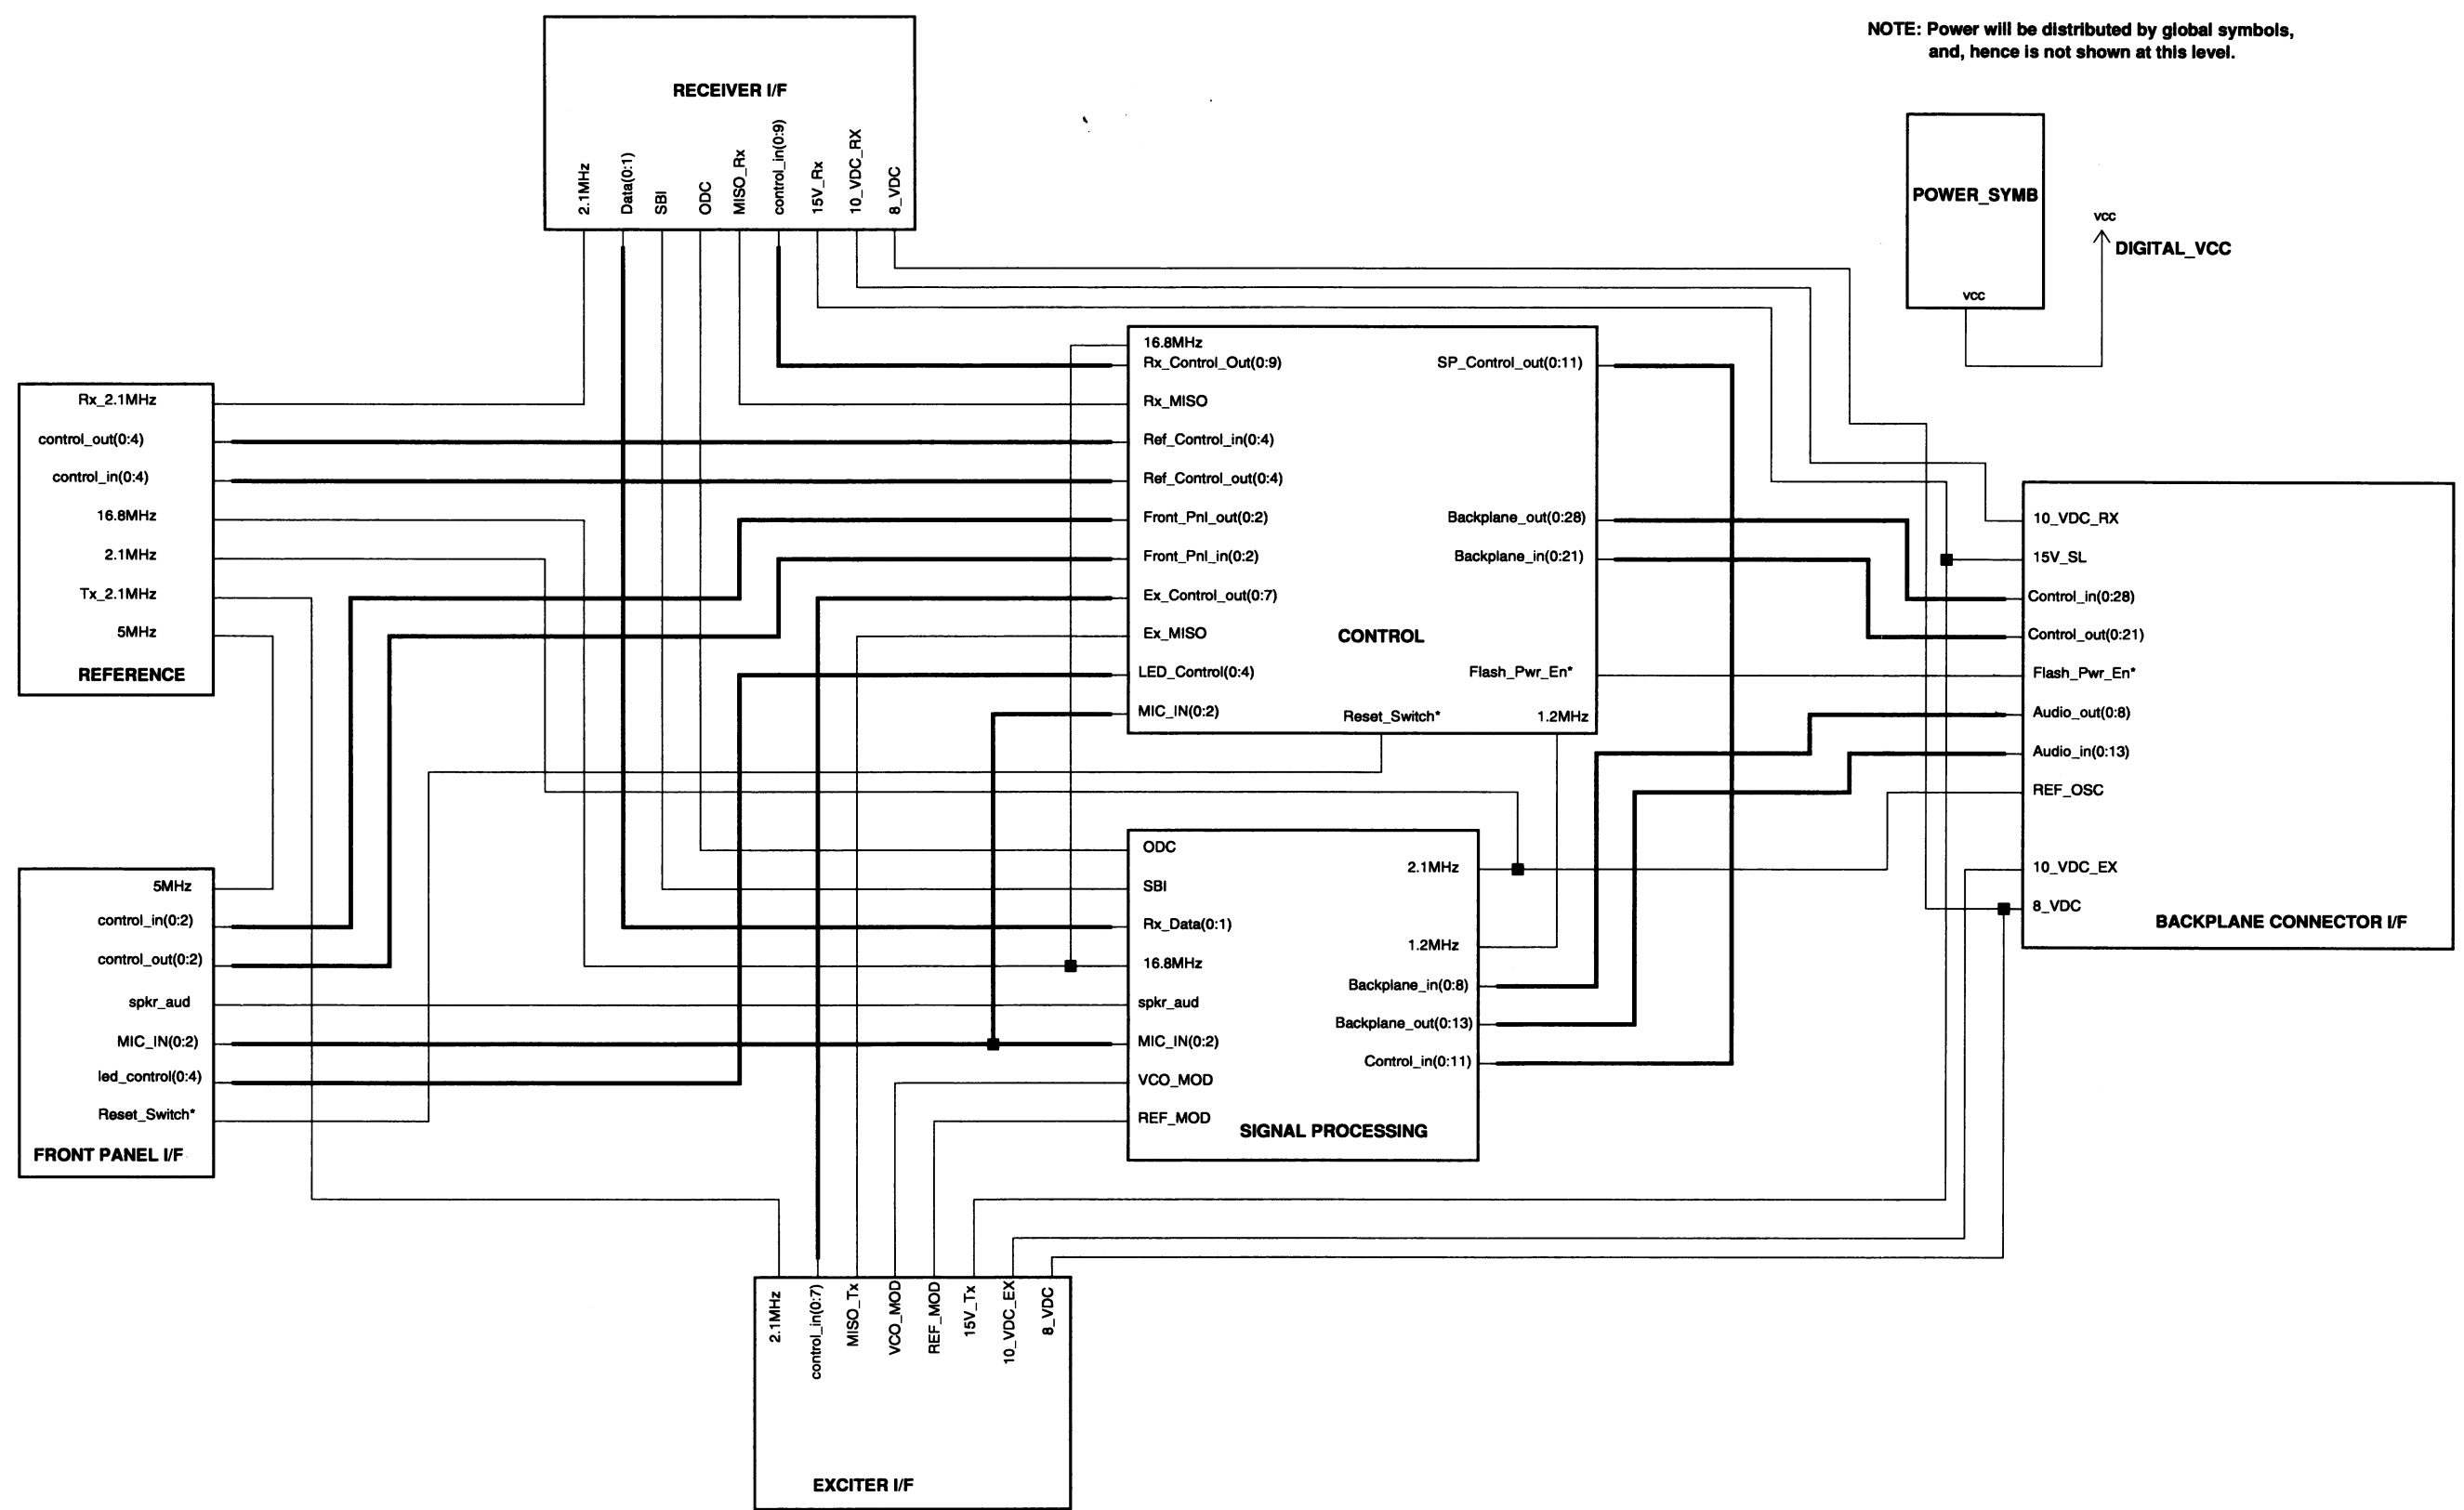 NOTE: Power will be distributed by global symbols,
and, hence is not shown at this level.
RECEIVER I/F
2.1MHz
Data(0:1)
SBI
ODC
MISO_Rx
control_in(0:9)
15V_Rx
10_VDC_RX
8_VDC
POWER_SYMB
vcc
vcc
DIGITAL_VCC
Rx_2.1MHz
control_out(0:4)
control_in(0:4)
16.8MHz
2.1MHz
Tx_2.1MHz
5MHz
REFERENCE
16.8MHz
Rx_Control_Out(0:9)
Rx_MISO
Ref_Control_in(0:4)
Ref_Control_out(0:4)
Front_Pnl_out(0:2)
Front_Pnl_in(0:2)
Ex_Control_out(0:7)
Ex_MISO
LED_Control(0:4)
MIC_IN(0:2)
SP_Control_out(0:11)
Backplane_out(0:28)
Backplane_in(0:21)
CONTROL
Flash_Pwr_En*
Reset_Switch*
1.2MHz
10_VDC_RX
15V_SL
Control_in(0:28)
Control_out(0:21)
Flash_Pwr_En*
Audio_out(0:8)
Audio_in(0:13)
REF_OSC
10_VDC_EX
8_VDC
BACKPLANE CONNECTOR I/F
5MHz
control_in(0:2)
control_out(0:2)
spkr_aud
MIC_IN(0:2)
led_control(0:4)
Reset_Switch*
FRONT PANEL I/F
ODC
SBI
Rx_Data(0:1)
16.8MHz
spkr_aud
MIC_IN(0:2)
VCO_MOD
REF_MOD
2.1MHz
1.2MHz
Backplane_in(0:8)
Backplane_out(0:13)
Control_in(0:11)
SIGNAL PROCESSING
2.1MHz
control_in(0:7)
MISO_Tx
VCO_MOD
REF_MOD
15V_Tx
10_VDC_EX
8_VDC
EXCITER I/F